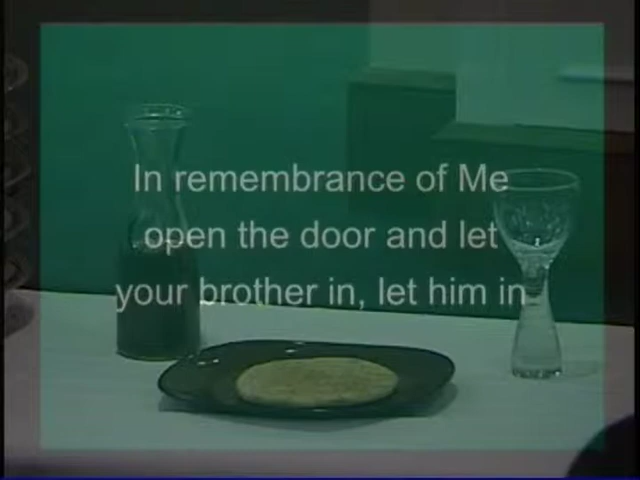 In remembrance of Me
open the door and let
your brother in, let him in